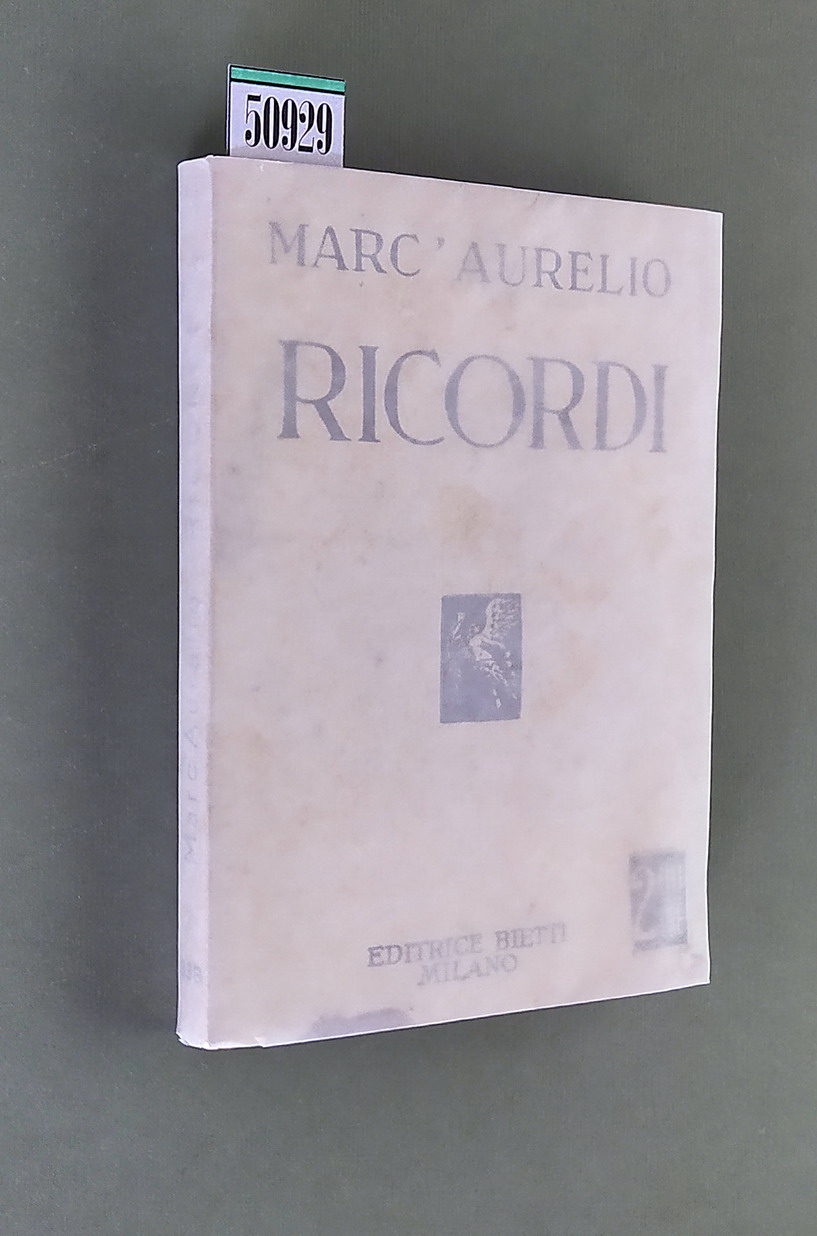 50929
MARC' AURELIO
RICORDI
EDITRICE BIETTI
MILANO